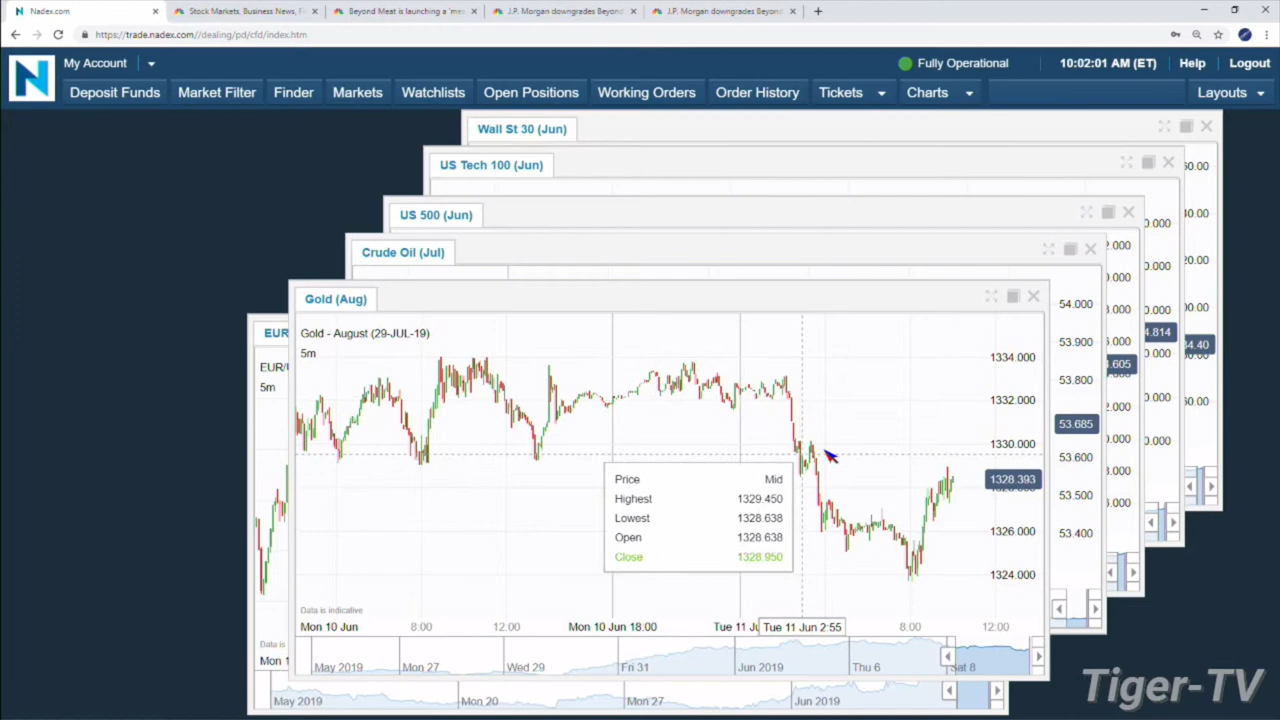 Nadex.com
Stock Markets, Business News, Fi
Beyond Meat is launching a 'mea
J.P. Morgan downgrades Beyond
J.P. Morgan downgrades Beyond
https://trade.nadex.com//dealing/pd/cfd/index.htm
N
My Account
Fully Operational
10:02:01 AM (ET)
Help
Logout
Deposit Funds
Market Filter
Finder
Markets
Watchlists
Open Positions
Working Orders
Order History
Tickets
Charts
Layouts
Wall St 30 (Jun)
US Tech 100 (Jun)
US 500 (Jun)
Crude Oil (Jul)
Gold (Aug)
EUR
EUR/
5m
Gold - August (29-JUL-19)
5m
1334.000
1332.000
1330.000
1328.393
1326.000
1324.000
54.000
53.900
53.800
53.685
53.600
53.500
53.400
Price Mid
Highest 1329.450
Lowest 1328.638
Open 1328.638
Close 1328.950
Data is indicative
Mon 10 Jun
8:00
12:00
Mon 10 Jun 18:00
Tue 11
Tue 11 Jun 2:55
8:00
12:00
May 2019
Mon 27
Wed 29
Fri 31
Jun 2019
Thu 6
Sat 8
Data is
Mon 1
May 2019
Mon 20
Mon 27
Jun 2019
Tiger-TV